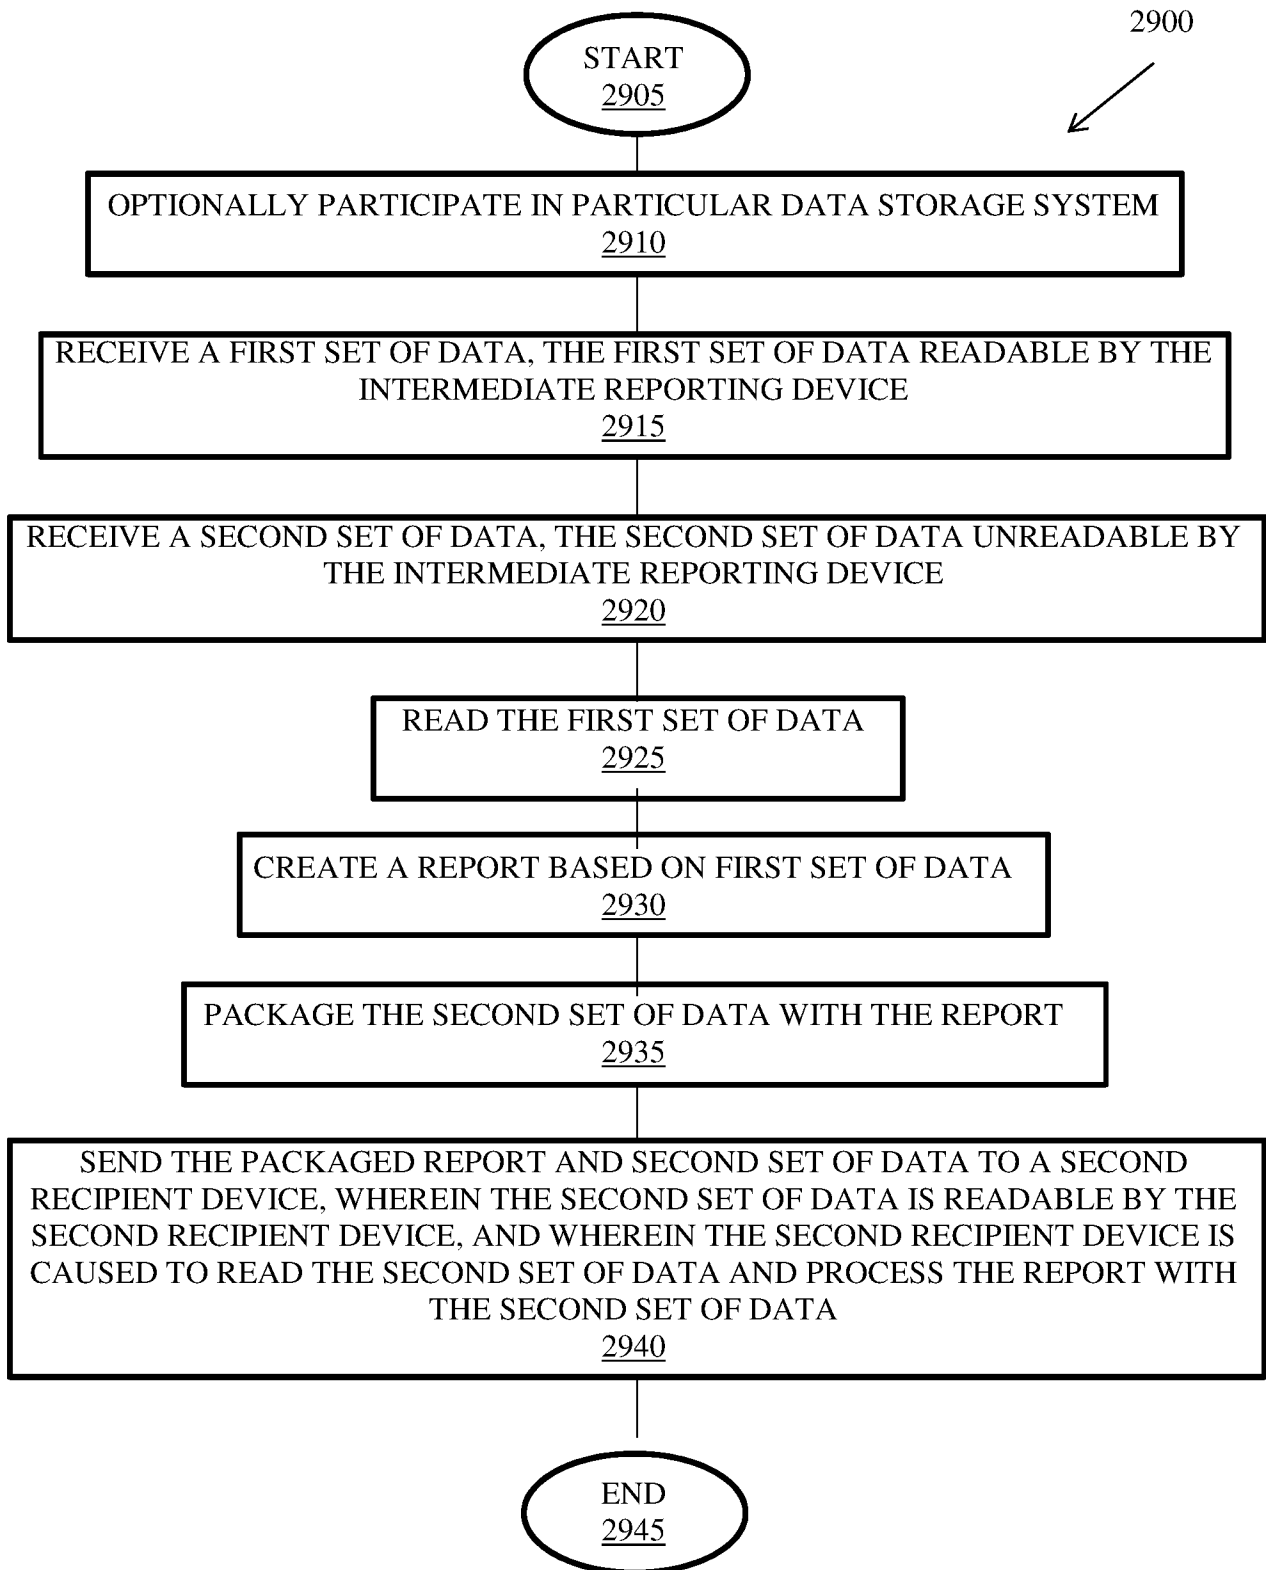 2900
START
2905
OPTIONALLY PARTICIPATE IN PARTICULAR DATA STORAGE SYSTEM
2910
RECEIVE A FIRST SET OF DATA, THE FIRST SET OF DATA READABLE BY THE
INTERMEDIATE REPORTING DEVICE
2915
RECEIVE A SECOND SET OF DATA, THE SECOND SET OF DATA UNREADABLE BY
THE INTERMEDIATE REPORTING DEVICE
2920
READ THE FIRST SET OF DATA
2925
CREATE A REPORT BASED ON FIRST SET OF DATA
2930
PACKAGE THE SECOND SET OF DATA WITH THE REPORT
2935
SEND THE PACKAGED REPORT AND SECOND SET OF DATA TO A SECOND
RECIPIENT DEVICE, WHEREIN THE SECOND SET OF DATA IS READABLE BY THE
SECOND RECIPIENT DEVICE, AND WHEREIN THE SECOND RECIPIENT DEVICE IS
CAUSED TO READ THE SECOND SET OF DATA AND PROCESS THE REPORT WITH
THE SECOND SET OF DATA
2940
END
2945